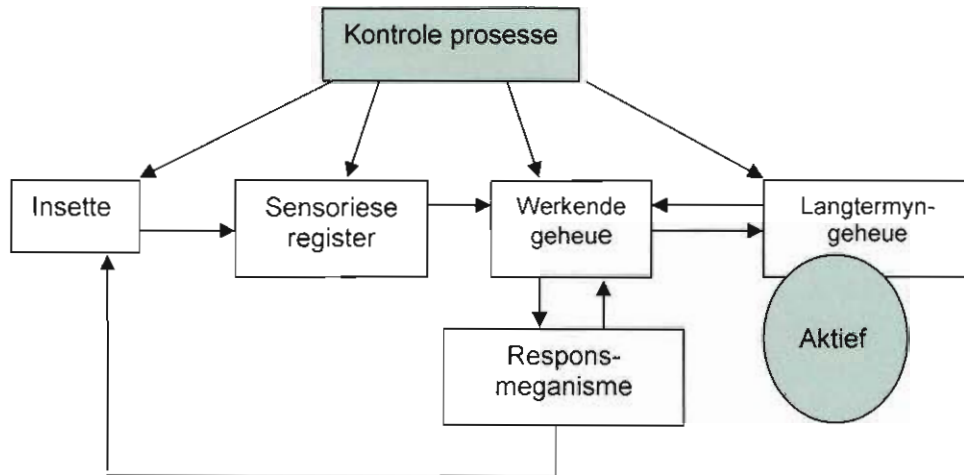 Kontrole prosesse
Insette
Sensoriese
register
Werkende
geheue
Langtermyn-
geheue
Aktief
Respons-
meganisme